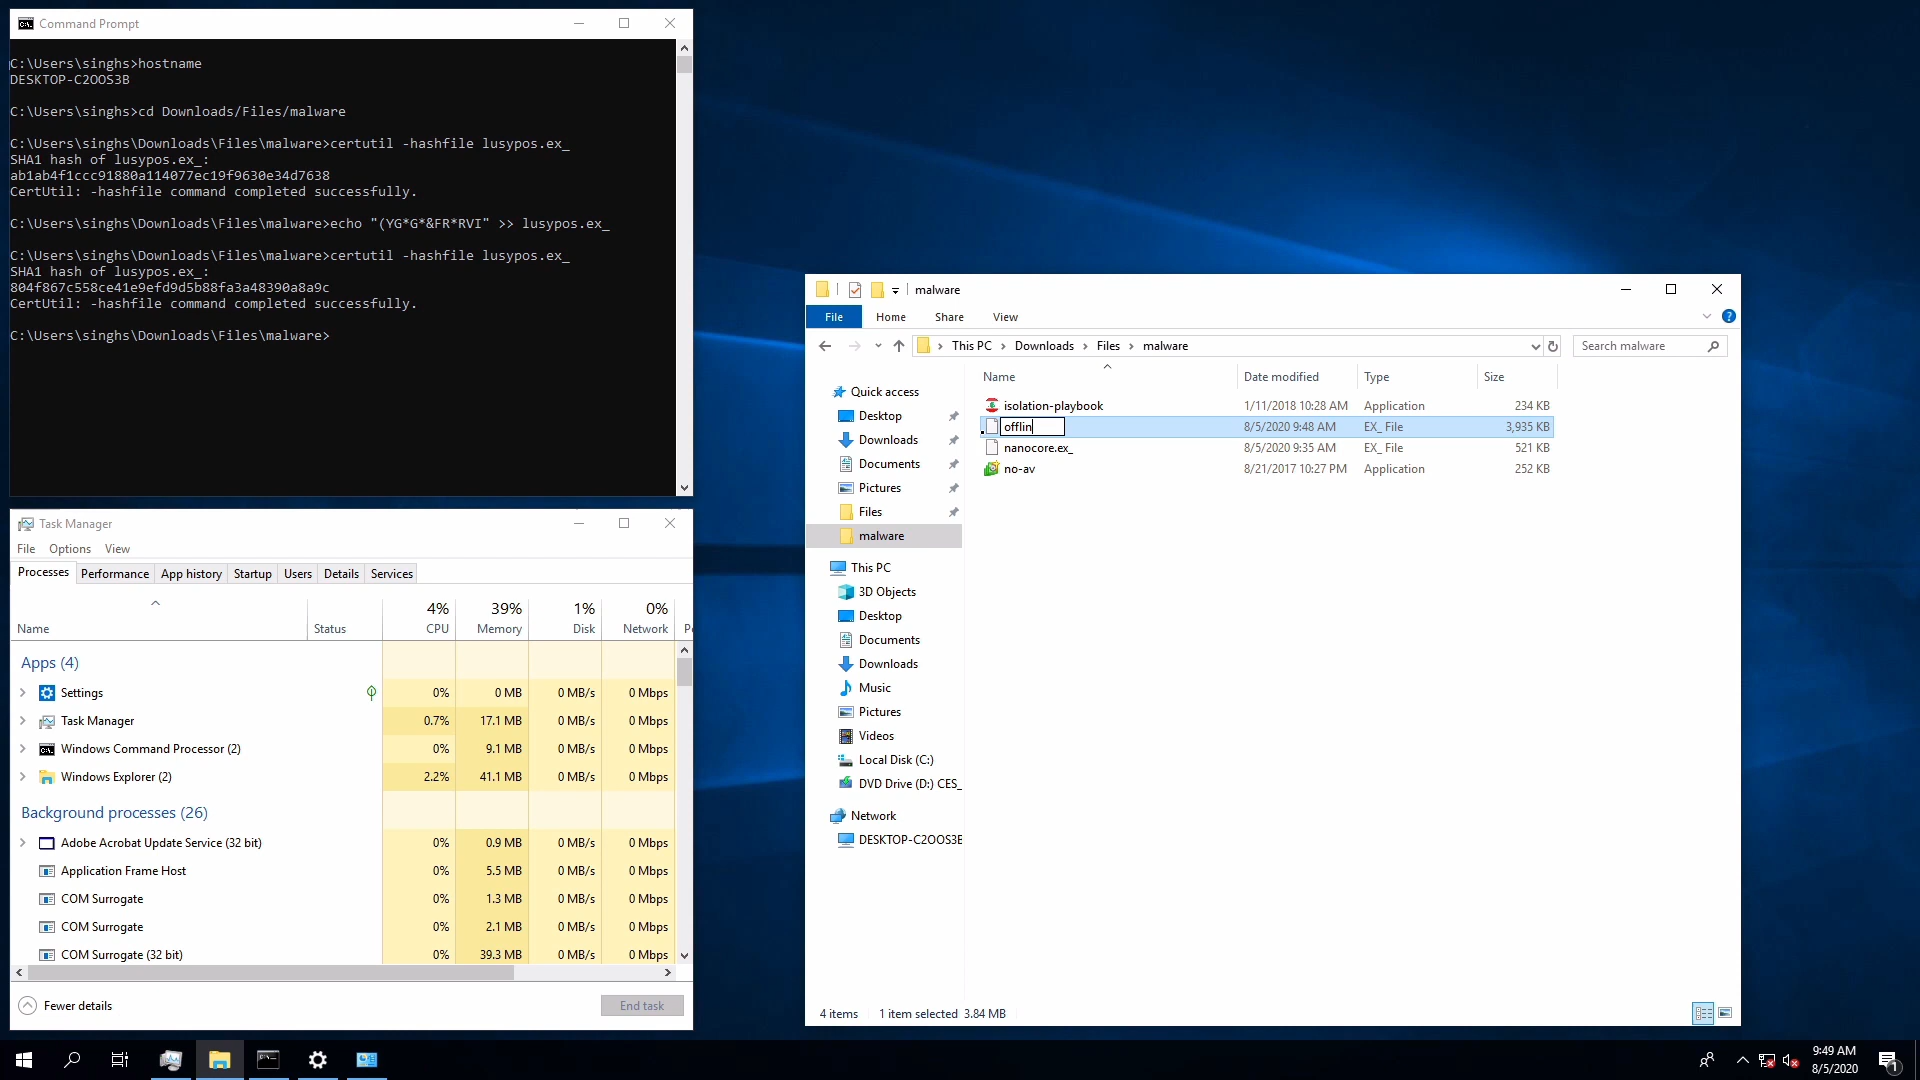 Command Prompt
C:\Users\singhs>hostname
DESKTOP-C2OOS3B
C:\Users\singhs>cd Downloads/Files/malware
C:\Users\singhs\Downloads\Files\malware>certutil -hashfile lusypos.ex_
SHA1 hash of lusypos.ex_:
ab1ab4f1ccc91880a114077ec19f9630e34d7638
CertUtil: -hashfile command completed successfully.
C:\Users\singhs\Downloads\Files\malware>echo "(YG*G*&FR*RVI" >> lusypos.ex_
C:\Users\singhs\Downloads\Files\malware>certutil -hashfile lusypos.ex_
SHA1 hash of lusypos.ex_:
804f867c558ce41e9efd9d5b88fa3a48390a8a9c
CertUtil: -hashfile command completed successfully.
C:\Users\singhs\Downloads\Files\malware>
Task Manager
File Options View
Processes Performance App history Startup Users Details Services
4% 39% 1% 0%
Name Status CPU Memory Disk Network
Apps (4)
Settings 0% 0 MB 0 MB/s 0 Mbps
Task Manager 0.7% 17.1 MB 0 MB/s 0 Mbps
Windows Command Processor (2) 0% 9.1 MB 0 MB/s 0 Mbps
Windows Explorer (2) 2.2% 41.1 MB 0 MB/s 0 Mbps
Background processes (26)
Adobe Acrobat Update Service (32 bit) 0% 0.9 MB 0 MB/s 0 Mbps
Application Frame Host 0% 5.5 MB 0 MB/s 0 Mbps
COM Surrogate 0% 1.3 MB 0 MB/s 0 Mbps
COM Surrogate 0% 2.1 MB 0 MB/s 0 Mbps
COM Surrogate (32 bit) 0% 39.3 MB 0 MB/s 0 Mbps
Fewer details End task
malware
File Home Share View
This PC > Downloads > Files > malware
Search malware
Name Date modified Type Size
isolation-playbook 1/11/2018 10:28 AM Application 234 KB
offlin 8/5/2020 9:48 AM EX_ File 3,935 KB
nanocore.ex_ 8/5/2020 9:35 AM EX_ File 521 KB
no-av 8/21/2017 10:27 PM Application 252 KB
Quick access
Desktop
Downloads
Documents
Pictures
Files
malware
This PC
3D Objects
Desktop
Documents
Downloads
Music
Pictures
Videos
Local Disk (C:)
DVD Drive (D:) CES_
Network
DESKTOP-C2OOS3B
4 items 1 item selected 3.84 MB
9:49 AM
8/5/2020
1